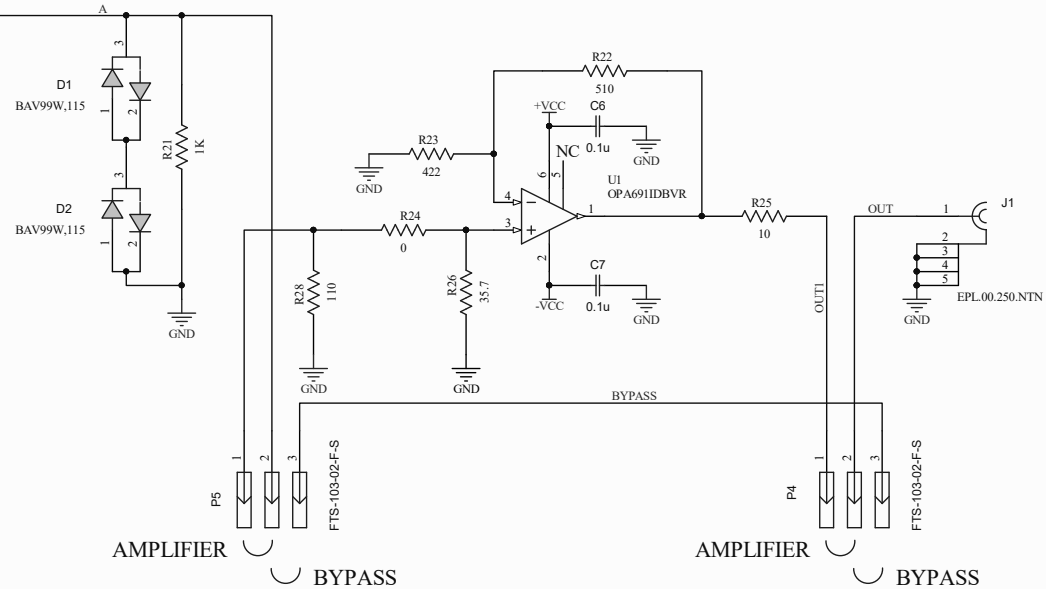 A
3
D1
BAV99W,115
1
2
R21
1K
3
D2
BAV99W,115
1
2
GND
R22
510
+VCC
C6
0.1u
GND
R23
422
GND
NC
6
5
U1
OPA691IDBVR
4
3
1
2
R24
0
R28
110
GND
R26
35.7
GND
C7
0.1u
-VCC
GND
R25
10
OUT1
OUT
1
J1
2
3
4
5
EPL.00.250.NTN
GND
BYPASS
1
2
3
P5
FTS-103-02-F-S
AMPLIFIER
BYPASS
1
2
3
P4
FTS-103-02-F-S
AMPLIFIER
BYPASS